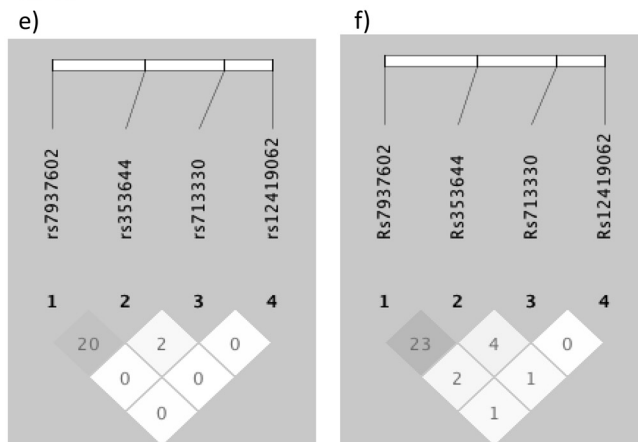 e)
rs7937602
rs353644
rs713330
rs12419062
1 2 3 4
20 2 0
0 0
0
f)
Rs7937602
Rs353644
Rs713330
Rs12419062
1 2 3 4
23 4 0
2 1
1